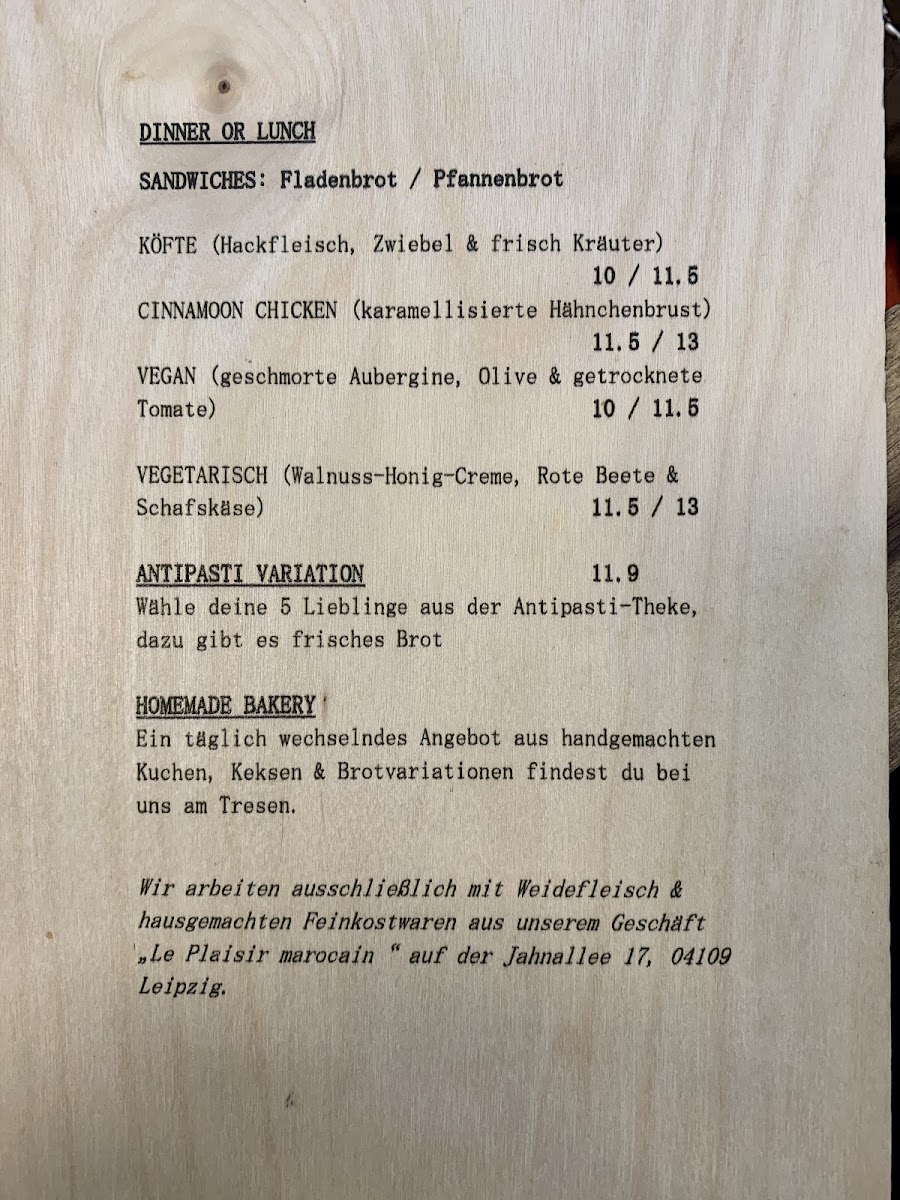 DINNER OR LUNCH
SANDWICHES: Fladenbrot / Pfannenbrot
KÖFTE (Hackfleisch, Zwiebel & frisch Kräuter)
10 / 11.5
CINNAMOON CHICKEN (karamellisierte Hähnchenbrust)
11.5 / 13
VEGAN (geschmorte Aubergine, Olive & getrocknete
Tomate) 10 / 11.5
VEGETARISCH (Walnuss-Honig-Creme, Rote Beete &
Schafskäse) 11.5 / 13
ANTIPASTI VARIATION 11.9
Wähle deine 5 Lieblinge aus der Antipasti-Theke,
dazu gibt es frisches Brot
HOMEMADE BAKERY
Ein täglich wechselndes Angebot aus handgemachten
Kuchen, Keksen & Brotvariationen findest du bei
uns am Tresen.
Wir arbeiten ausschließlich mit Weidefleisch &
hausgemachten Feinkostwaren aus unserem Geschäft
„Le Plaisir marocain “ auf der Jahnallee 17, 04109
Leipzig.